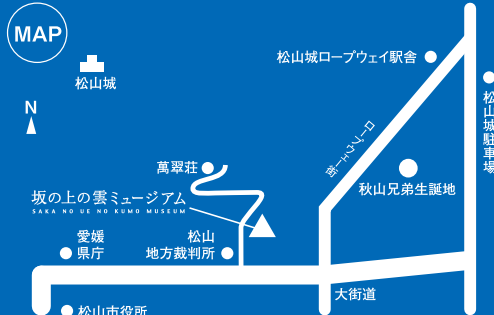 MAP
松山城ロープウェイ駅舎
松山城
松山城駐車場
N
ロープウェー街
萬翠荘
秋山兄弟生誕地
坂の上の雲ミュージアム
SAKA NO UE NO KUMO MUSEUM
愛媛
県庁
松山
地方裁判所
大街道
松山市役所